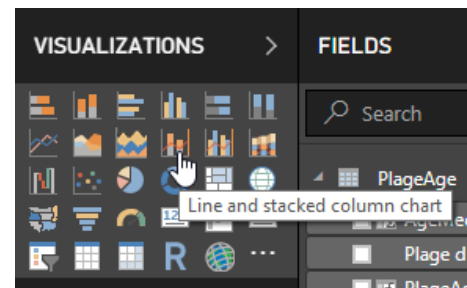 VISUALIZATIONS > FIELDS
Search
PlageAge
Line and stacked column chart
Plage d
R